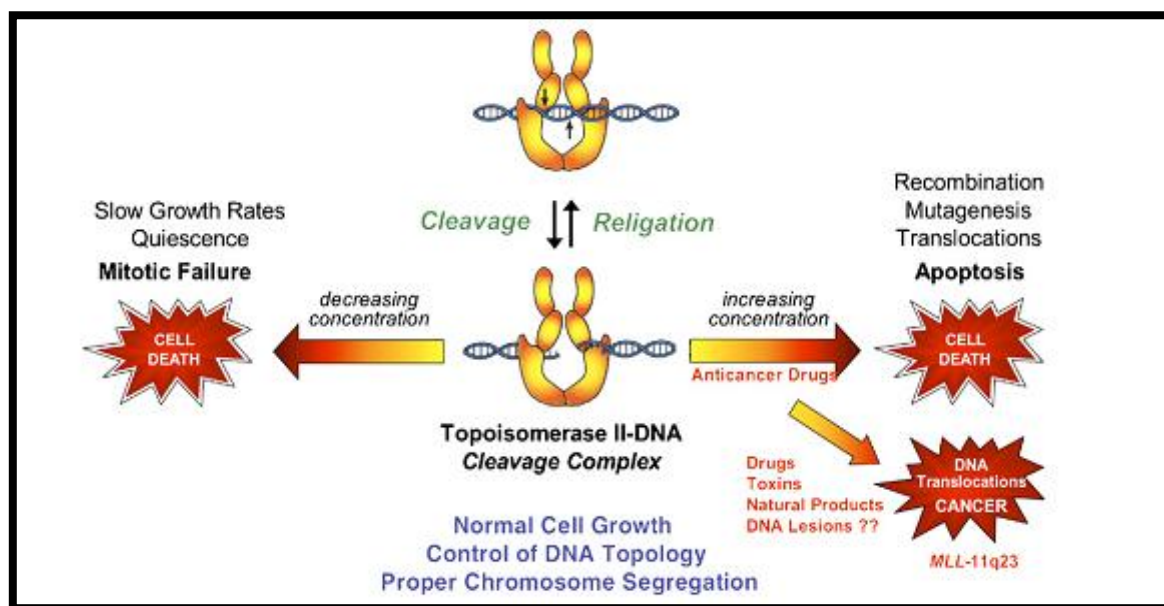 Cleavage
Religation
Slow Growth Rates
Quiescence
Mitotic Failure
CELL
DEATH
decreasing
concentration
increasing
concentration
Anticancer Drugs
Recombination
Mutagenesis
Translocations
Apoptosis
CELL
DEATH
Topoisomerase II-DNA
Cleavage Complex
Drugs
Toxins
Natural Products
DNA Lesions ??
DNA
Translocations
CANCER
MLL-11q23
Normal Cell Growth
Control of DNA Topology
Proper Chromosome Segregation